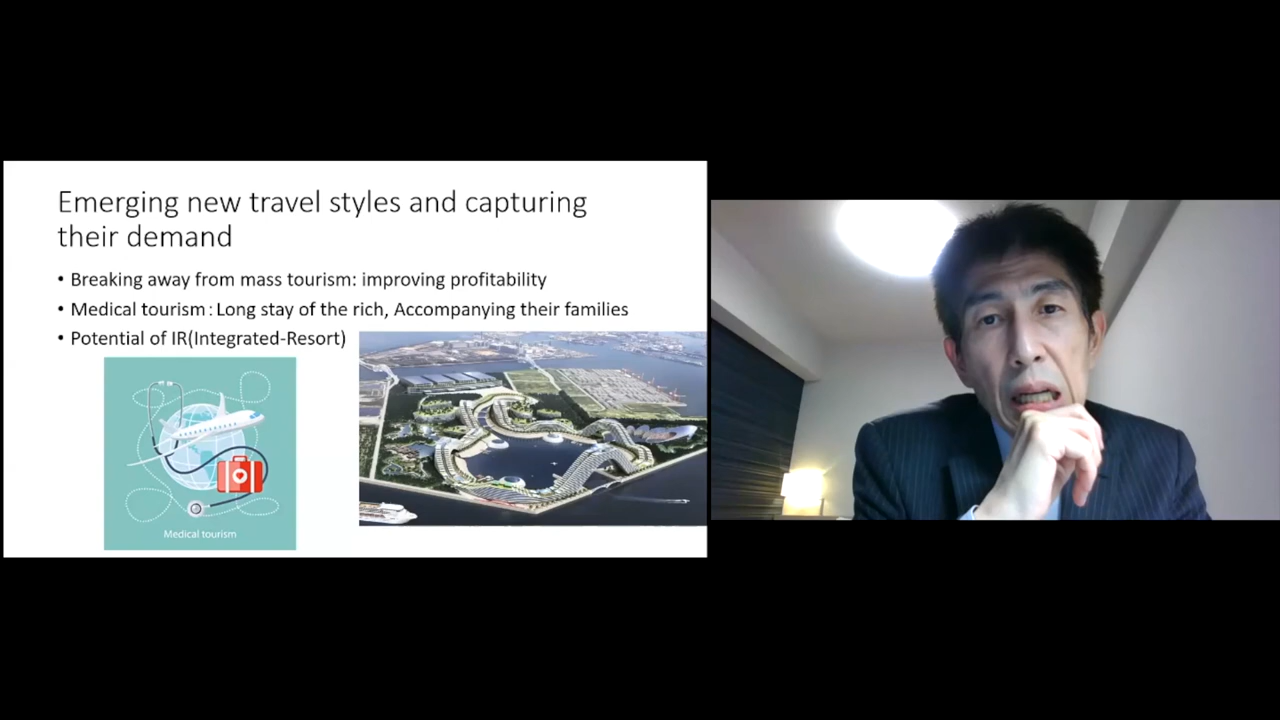 Emerging new travel styles and capturing
their demand
• Breaking away from mass tourism: improving profitability
• Medical tourism : Long stay of the rich, Accompanying their families
• Potential of IR(Integrated-Resort)
Medical tourism